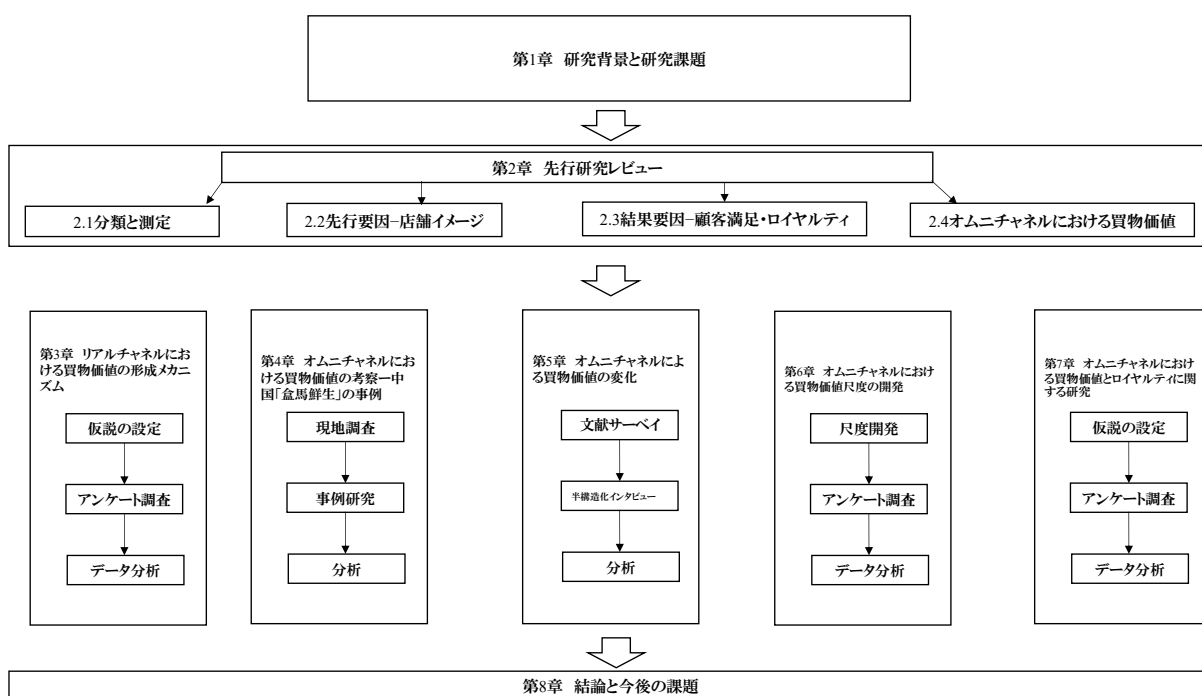 第1章 研究背景と研究課題
第2章 先行研究レビュー
2.1分類と測定
2.2先行要因−店舗イメージ
2.3結果要因−顧客満足・ロイヤルティ
2.4オムニチャネルにおける買物価値
第3章 リアルチャネルにお
ける買物価値の形成メカニ
ズム
仮説の設定
アンケート調査
データ分析
第4章 オムニチャネルにお
ける買物価値の考察ー中
国「盒馬鮮生」の事例
現地調査
事例研究
分析
第5章 オムニチャネルによ
る買物価値の変化
文献サーベイ
半構造化インタビュー
分析
第6章 オムニチャネルにおけ
る買物価値尺度の開発
尺度開発
アンケート調査
データ分析
第7章 オムニチャネルにおけ
る買物価値とロイヤルティに関
する研究
仮説の設定
アンケート調査
データ分析
第8章 結論と今後の課題